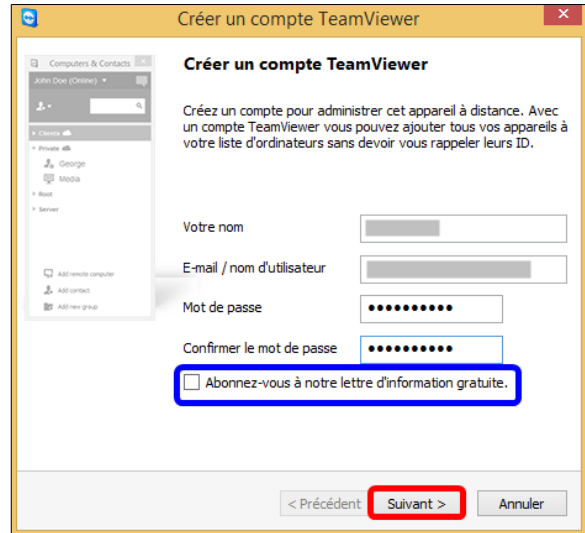 Créer un compte TeamViewer
Computers & Contacts
John Doe (Online)
Clients
Private
George
Media
Root
Server
Add remote computer
Add contact
Add new group
Créer un compte TeamViewer
Créez un compte pour administrer cet appareil à distance. Avec
un compte TeamViewer vous pouvez ajouter tous vos appareils à
votre liste d'ordinateurs sans devoir vous rappeler leurs ID.
Votre nom
E-mail / nom d'utilisateur
Mot de passe
Confirmer le mot de passe
Abonnez-vous à notre lettre d'information gratuite.
< Précédent Suivant > Annuler